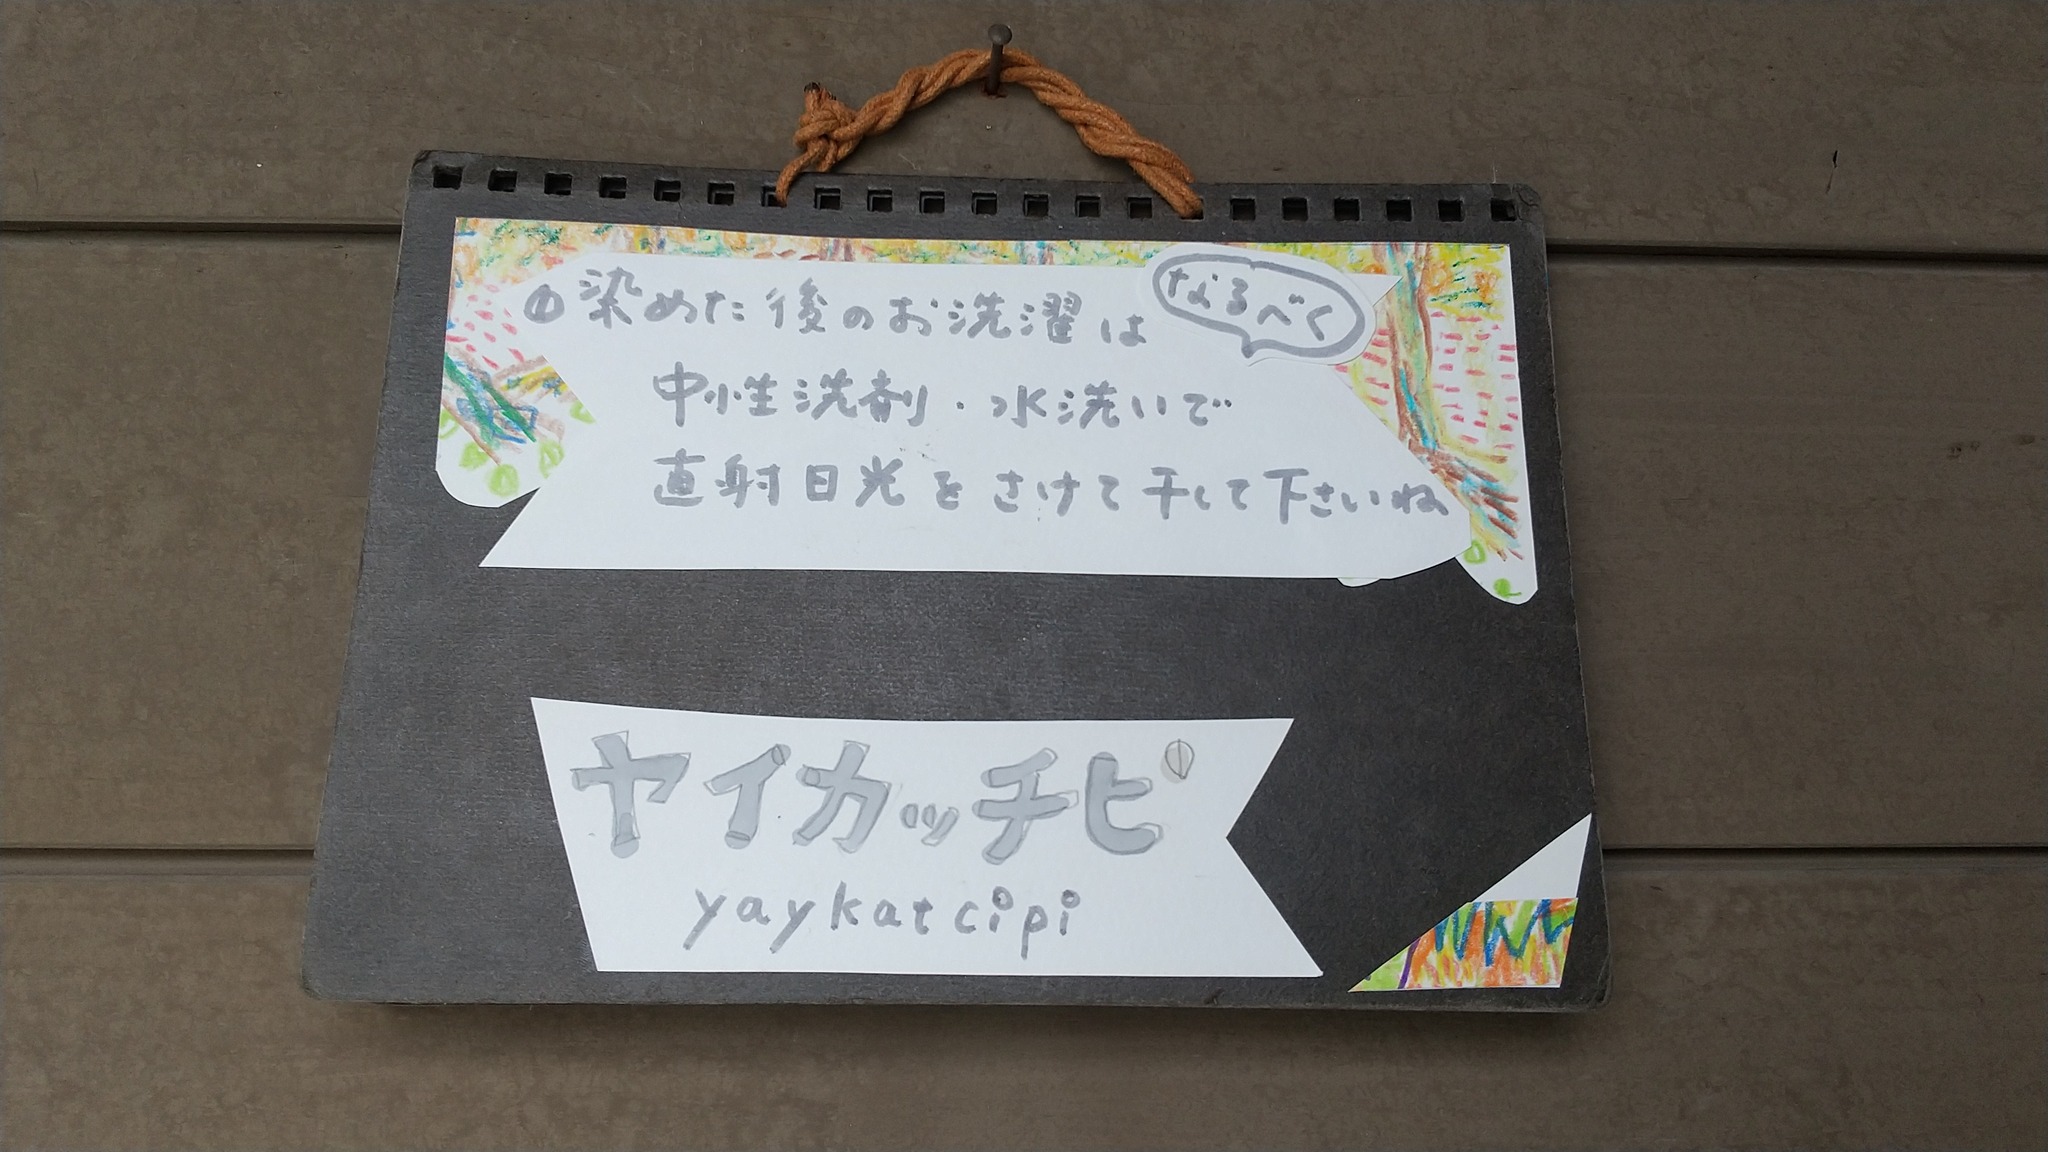 染めた後のお洗濯は
なるべく
中性洗剤・水洗いで
直射日光をさけて干して下さいね
ヤイカッチピ
yaykatcipi